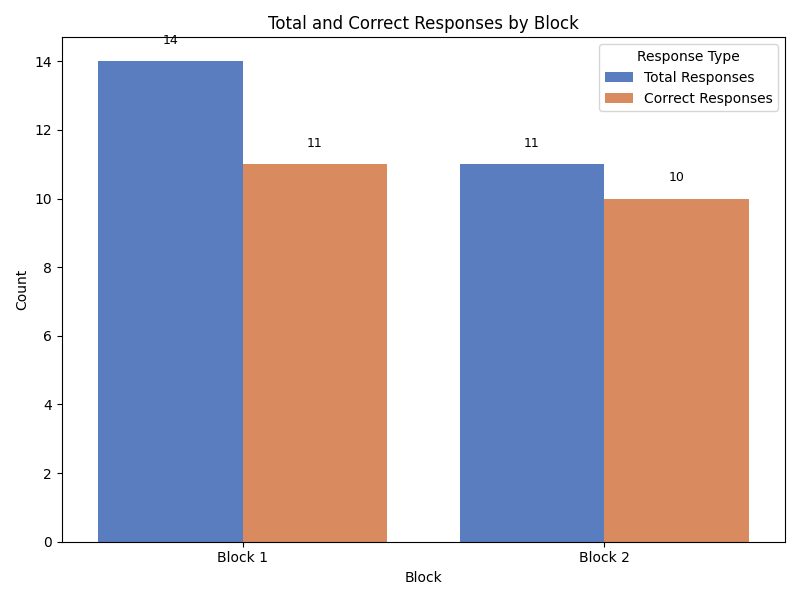 Total and Correct Responses by Block
14
Response Type
Total Responses
Correct Responses
11
11
10
14
12
10
8
6
4
2
0
Count
Block 1
Block 2
Block